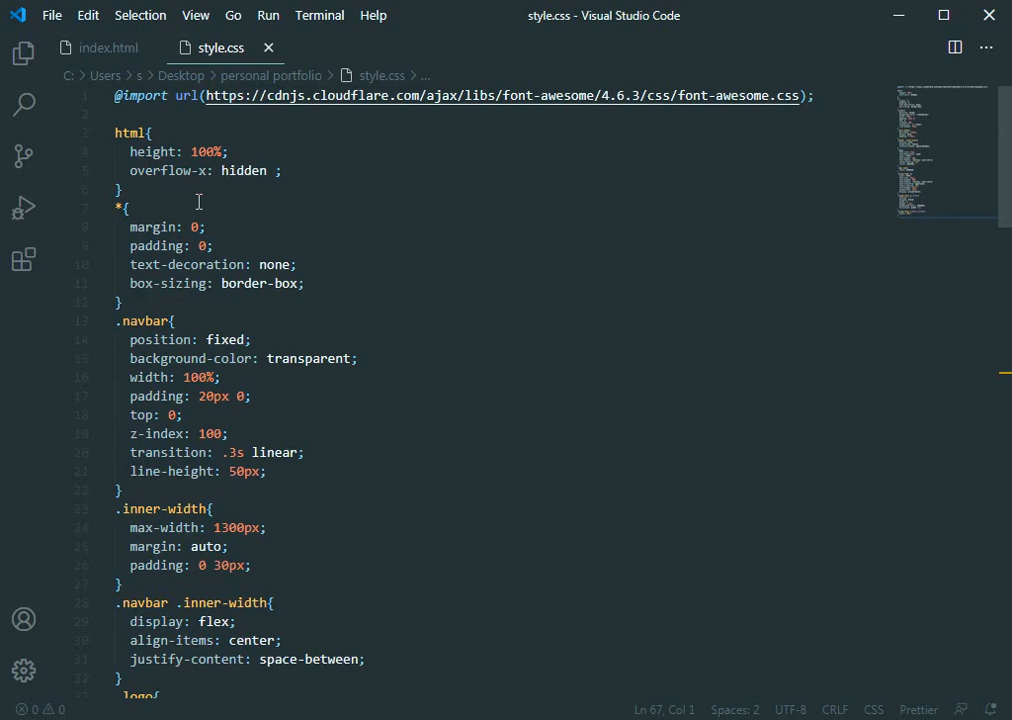 File Edit Selection View Go Run Terminal Help style.css - Visual Studio Code
index.html style.css
C: > Users > s > Desktop > personal portfolio > style.css > ...
1 @import url(https://cdnjs.cloudflare.com/ajax/libs/font-awesome/4.6.3/css/font-awesome.css);
2
3 html{
4 height: 100%;
5 overflow-x: hidden ;
6 }
7 *{
8 margin: 0;
9 padding: 0;
10 text-decoration: none;
11 box-sizing: border-box;
12 }
13 .navbar{
14 position: fixed;
15 background-color: transparent;
16 width: 100%;
17 padding: 20px 0;
18 top: 0;
19 z-index: 100;
20 transition: .3s linear;
21 line-height: 50px;
22 }
23 .inner-width{
24 max-width: 1300px;
25 margin: auto;
26 padding: 0 30px;
27 }
28 .navbar .inner-width{
29 display: flex;
30 align-items: center;
31 justify-content: space-between;
32 }
.logo{
0 0 Ln 67, Col 1 Spaces: 2 UTF-8 CRLF CSS Prettier